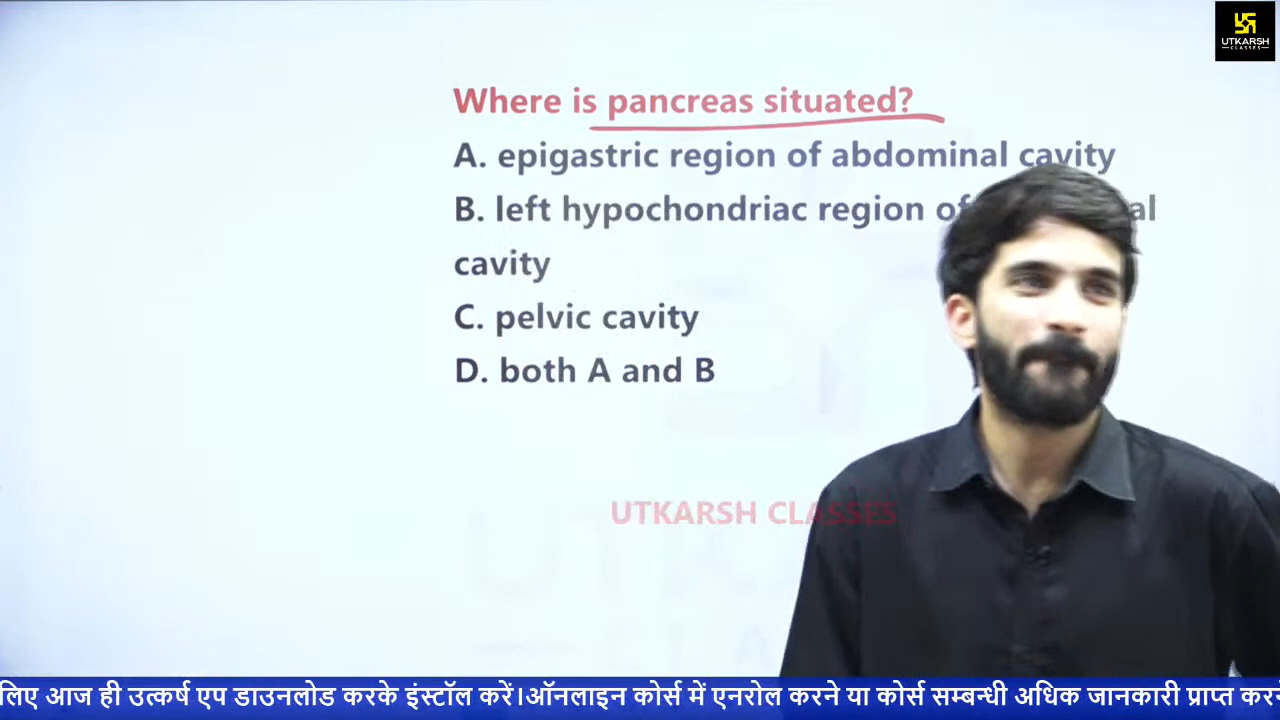 UTKARSH
CLASSES
Where is pancreas situated?
A. epigastric region of abdominal cavity
B. left hypochondriac region of
cavity
C. pelvic cavity
D. both A and B
UTKARSH CLASSES
लिए आज ही उत्कर्ष एप डाउनलोड करके इंस्टॉल करें।ऑनलाइन कोर्स में एनरोल करने या कोर्स सम्बन्धी अधिक जानकारी प्राप्त